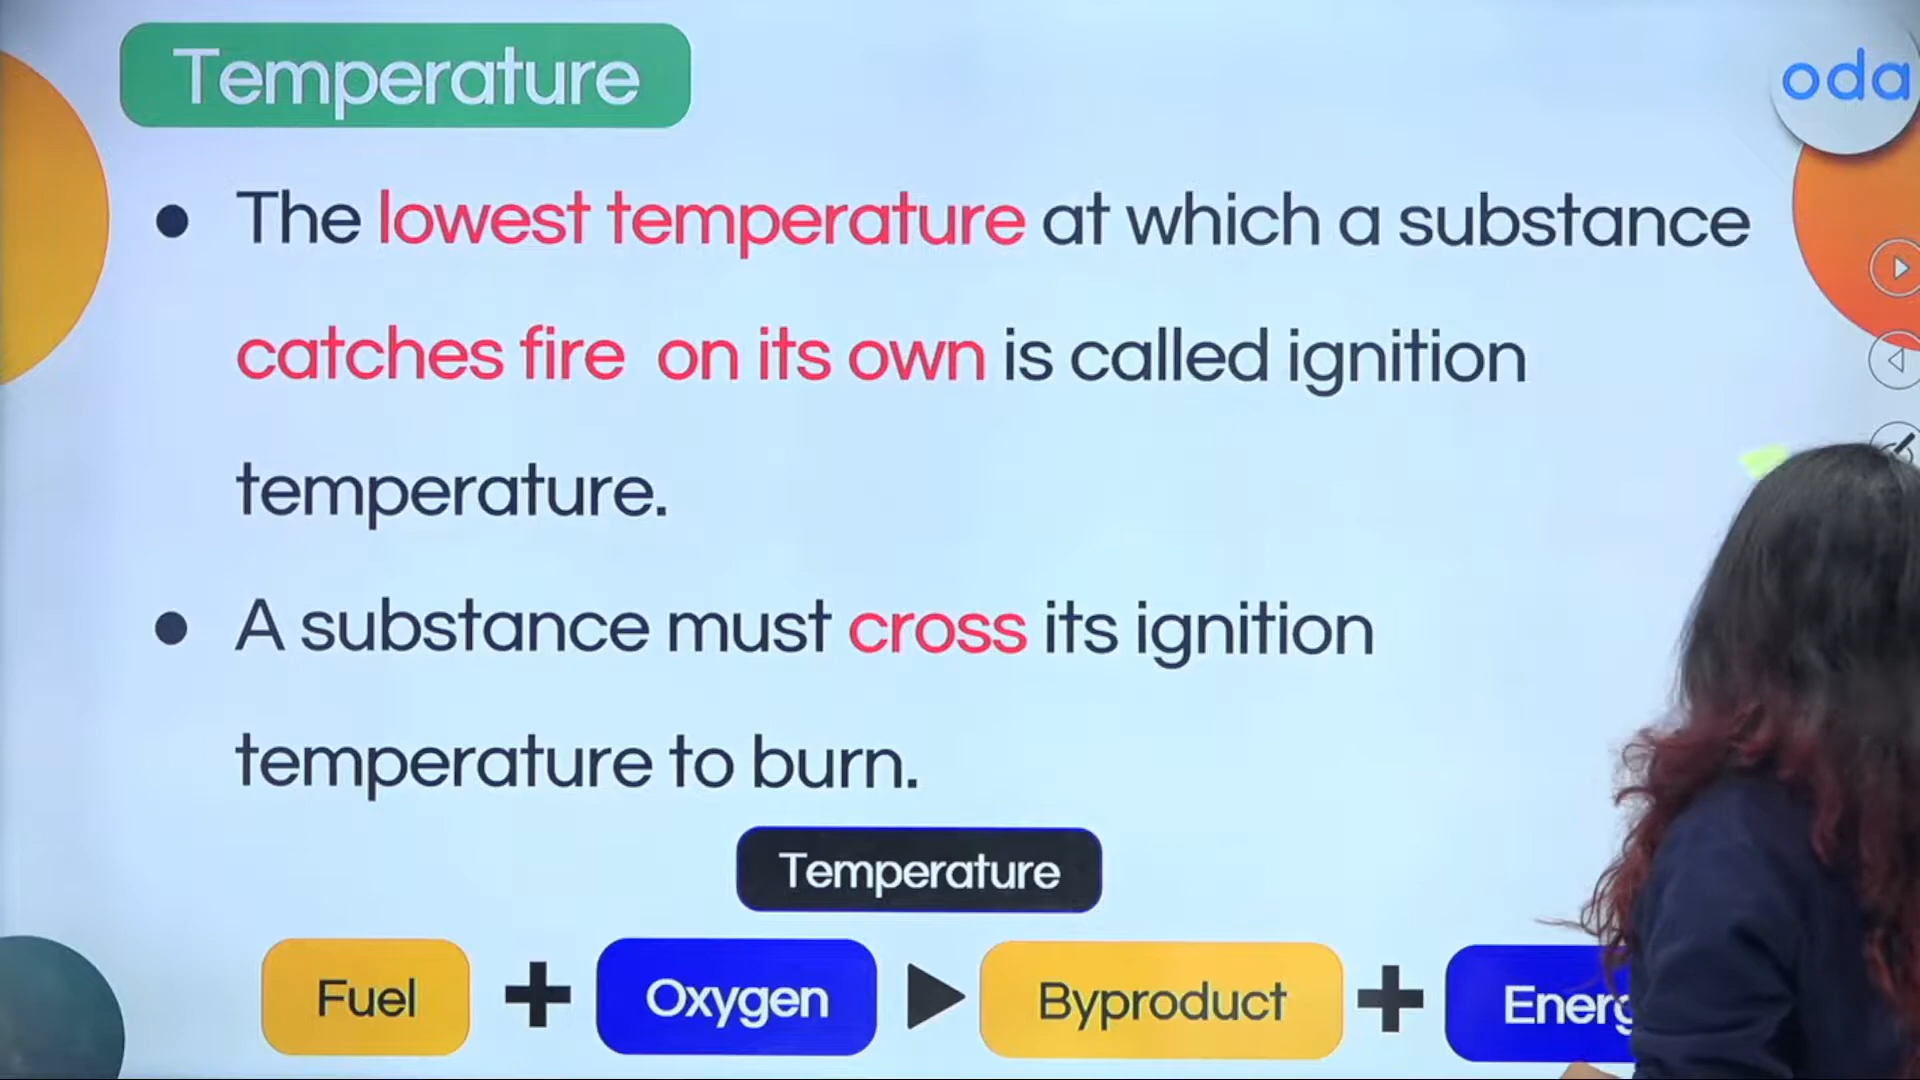 Temperature
oda
The lowest temperature at which a substance
catches fire on its own is called ignition
temperature.
A substance must cross its ignition
temperature to burn.
Temperature
Fuel + Oxygen ▶ Byproduct + Energ